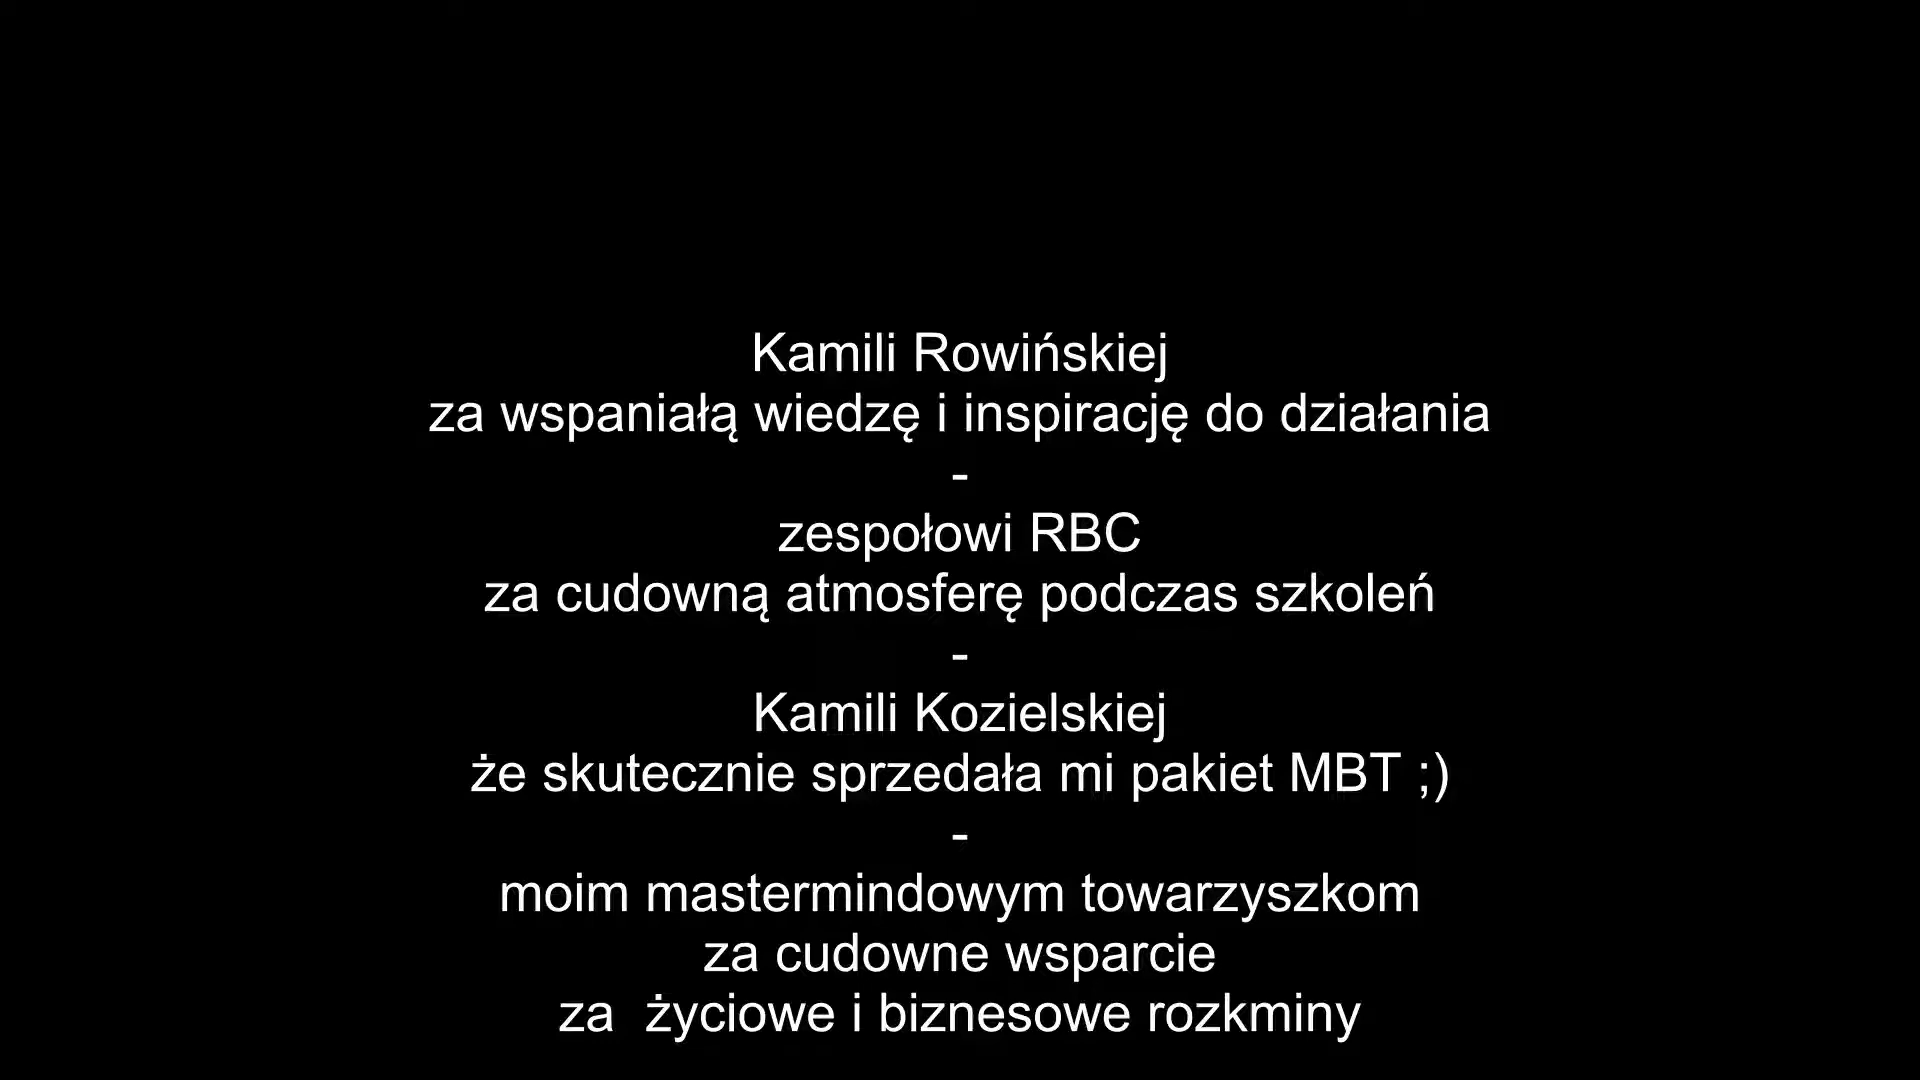 Kamili Rowińskiej
za wspaniałą wiedzę i inspirację do działania
-
zespołowi RBC
za cudowną atmosferę podczas szkoleń
-
Kamili Kozielskiej
że skutecznie sprzedała mi pakiet MBT ;)
-
moim mastermindowym towarzyszkom
za cudowne wsparcie
za  życiowe i biznesowe rozkminy